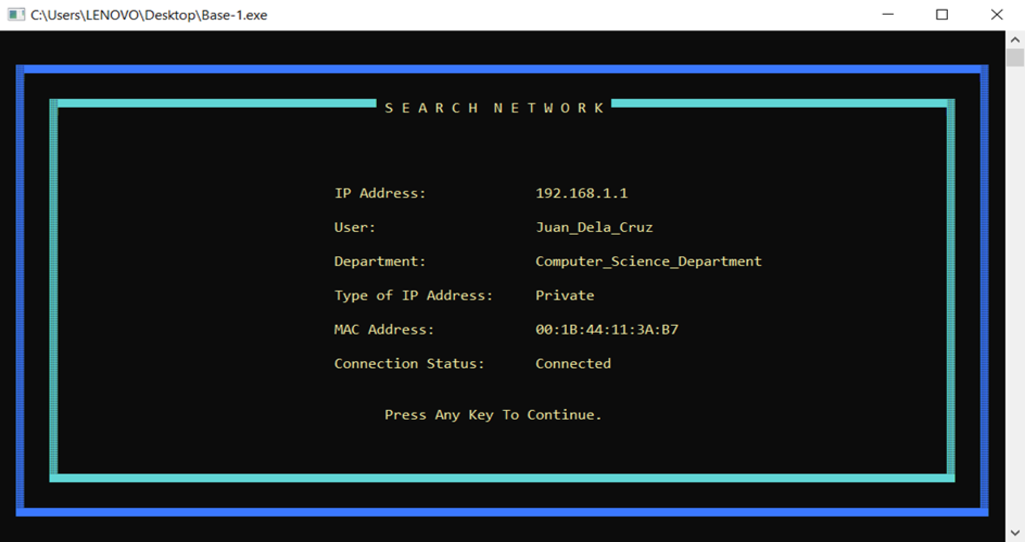 C:\Users\LENOVO\Desktop\Base-1.exe
S E A R C H  N E T W O R K
IP Address: 192.168.1.1
User: Juan_Dela_Cruz
Department: Computer_Science_Department
Type of IP Address: Private
MAC Address: 00:1B:44:11:3A:B7
Connection Status: Connected
Press Any Key To Continue.